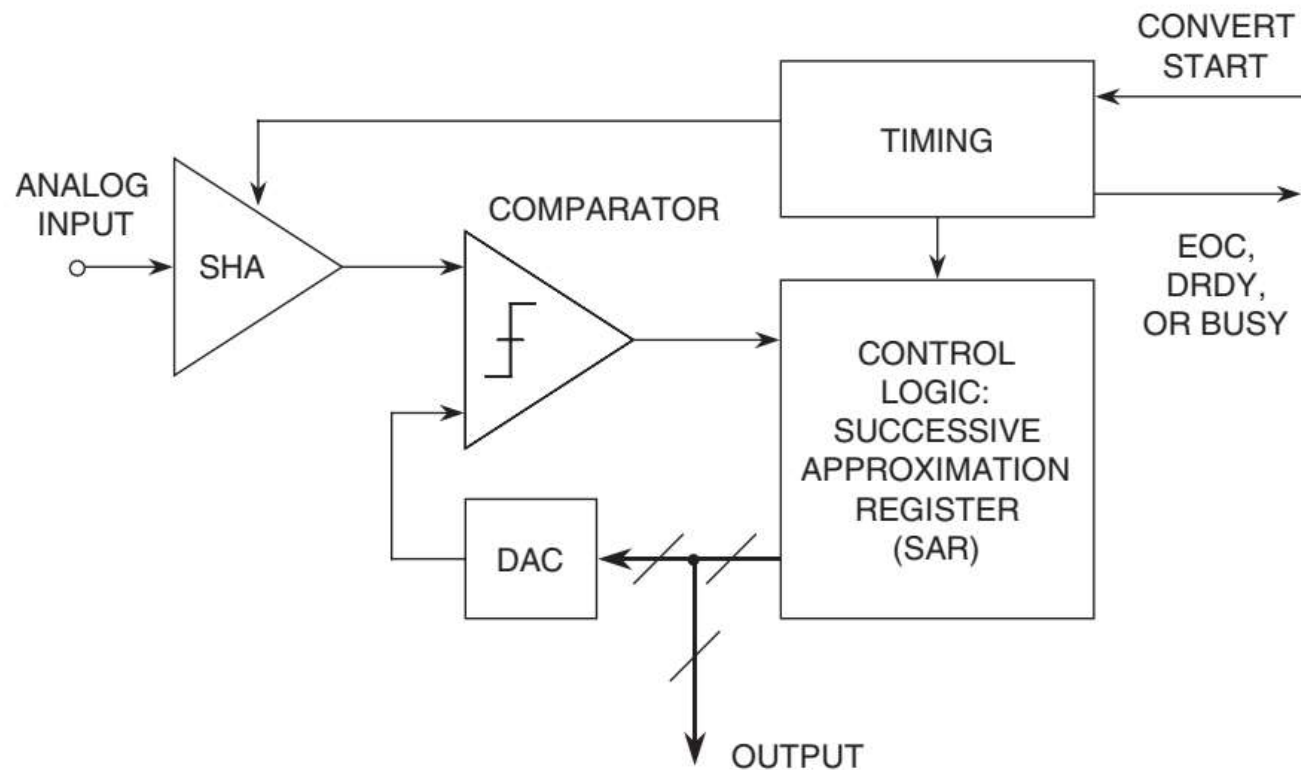 CONVERT
START
TIMING
ANALOG
INPUT
SHA
COMPARATOR
EOC,
DRDY,
OR BUSY
CONTROL
LOGIC:
SUCCESSIVE
APPROXIMATION
REGISTER
(SAR)
DAC
OUTPUT